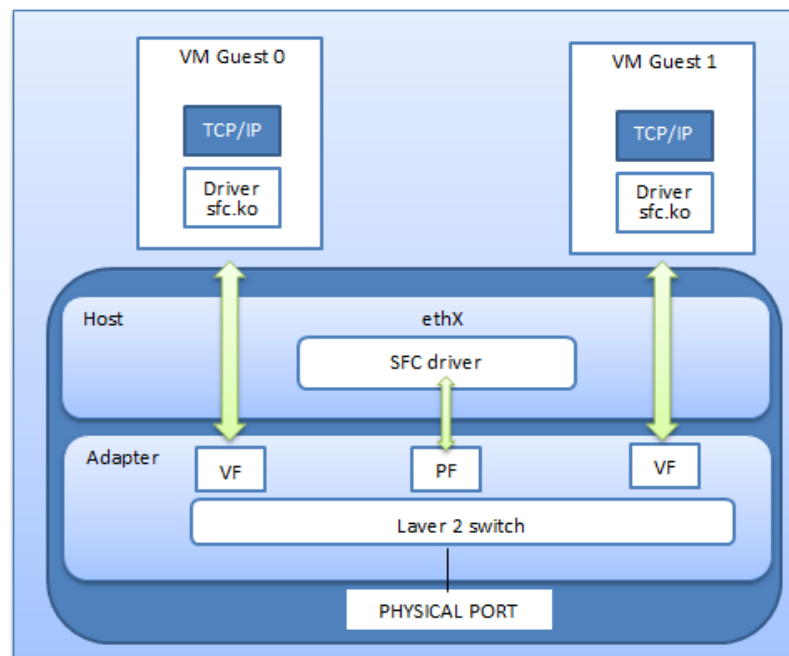 VM Guest 0
VM Guest 1
TCP/IP
TCP/IP
Driver
sfc.ko
Driver
sfc.ko
Host
ethX
SFC driver
Adapter
VF
PF
VF
Laver 2 switch
PHYSICAL PORT